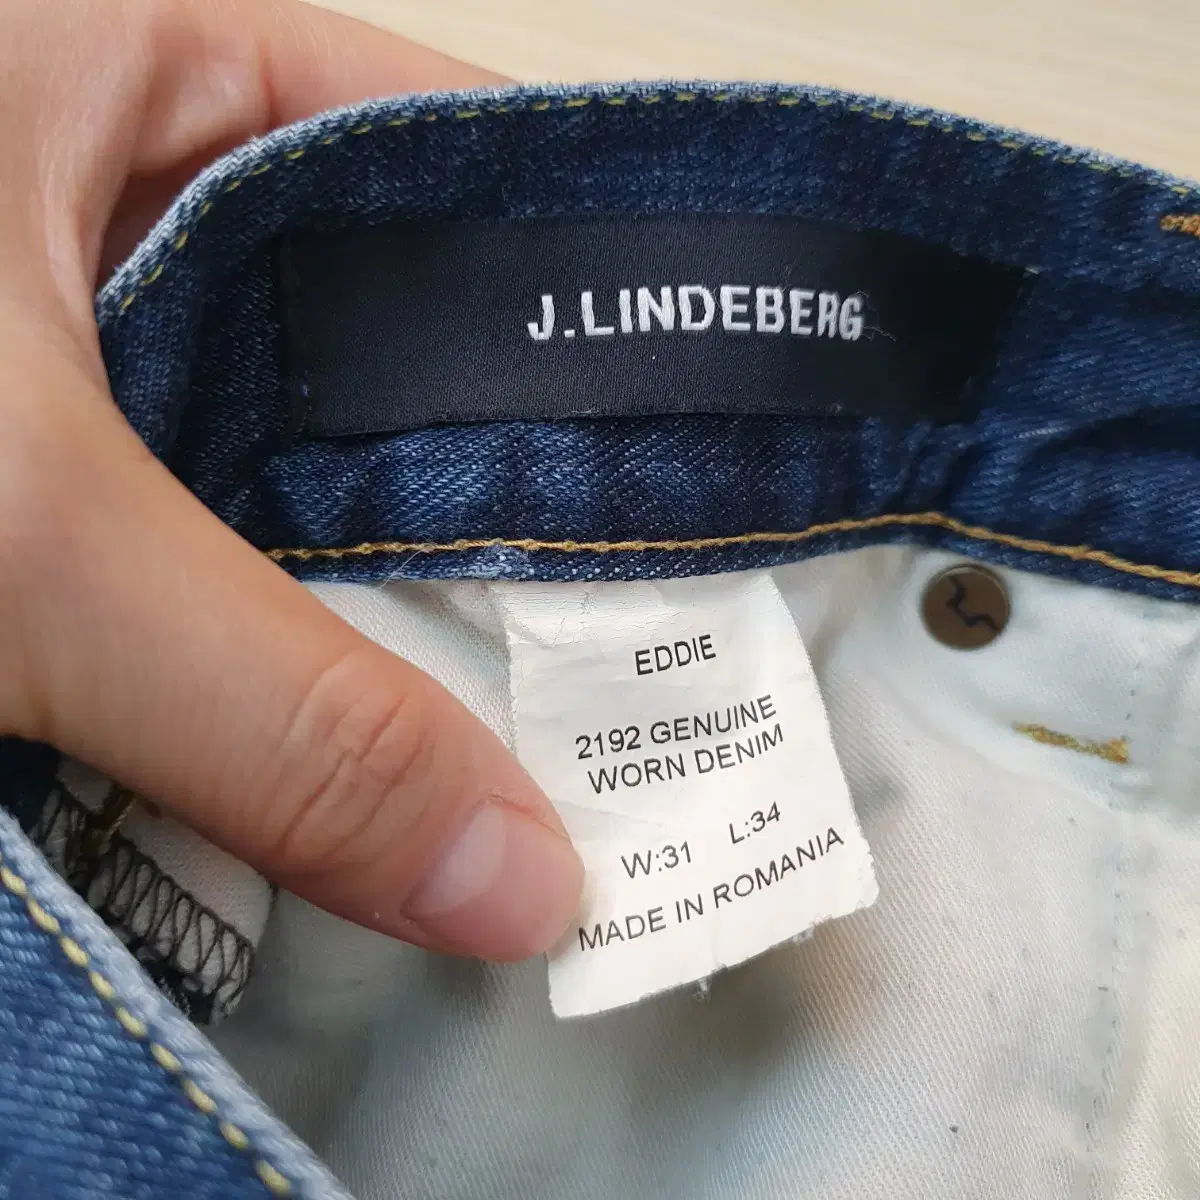 J.LINDEBERG
EDDIE
2192 GENUINE
WORN DENIM
W:31 L:34
MADE IN ROMANIA